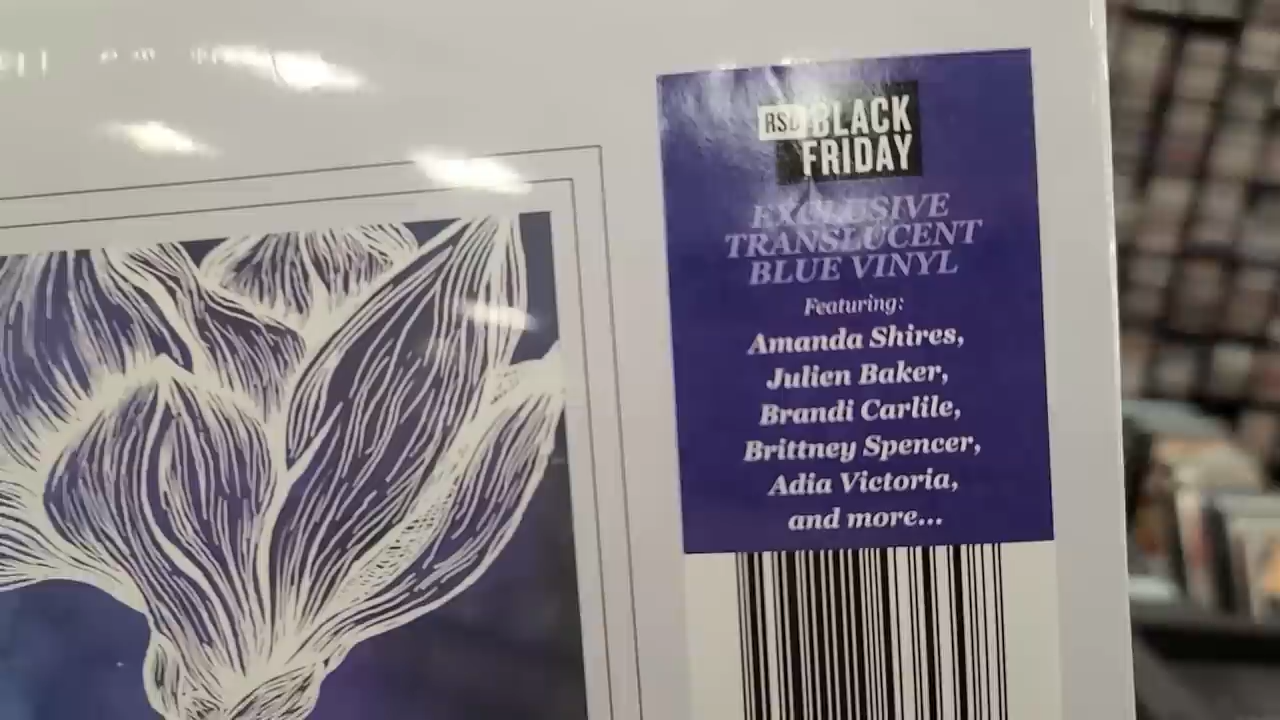 RSD BLACK
FRIDAY
EXCLUSIVE
TRANSLUCENT
BLUE VINYL
Featuring:
Amanda Shires,
Julien Baker,
Brandi Carlile,
Brittney Spencer,
Adia Victoria,
and more...